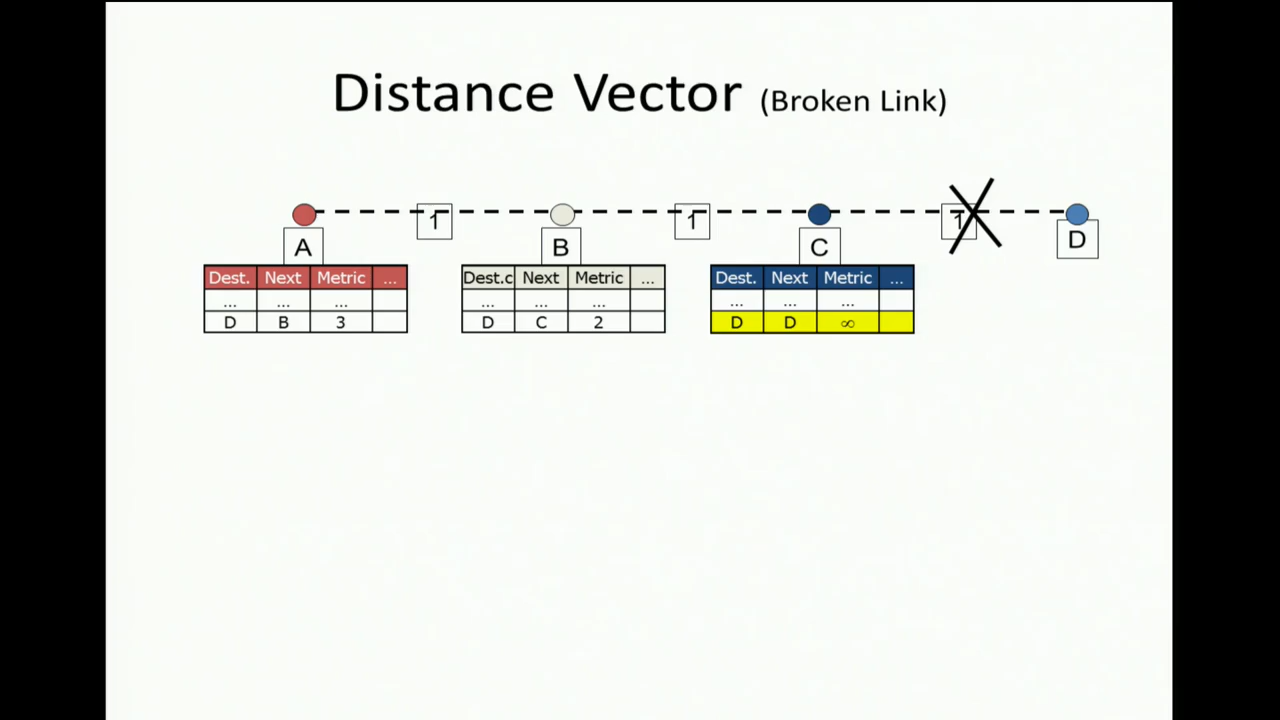 Distance Vector (Broken Link)
1 1 1
A B C D
Dest. Next Metric ... Dest.c Next Metric ... Dest. Next Metric ...
... ... ... ... ... ... ... ... ...
D B 3 D C 2 D D ∞